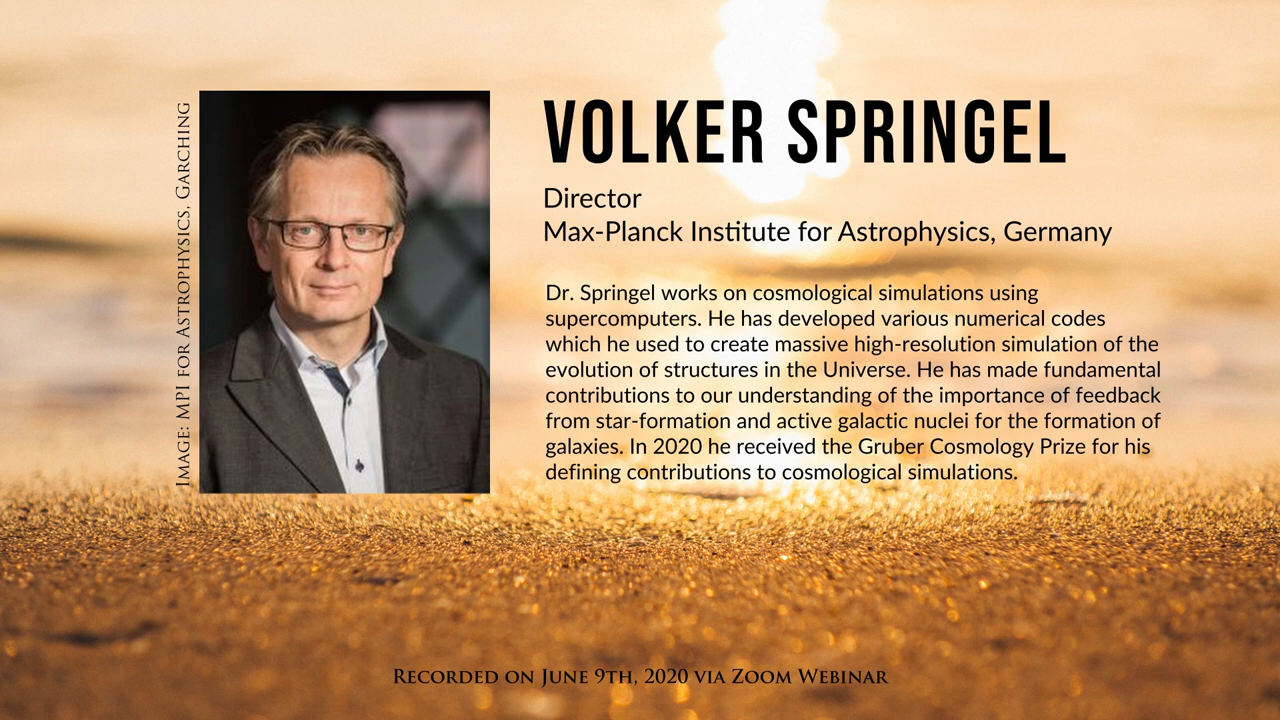 IMAGE: MPI FOR ASTROPHYSICS, GARCHING
VOLKER SPRINGEL
Director
Max-Planck Institute for Astrophysics, Germany
Dr. Springel works on cosmological simulations using
supercomputers. He has developed various numerical codes
which he used to create massive high-resolution simulation of the
evolution of structures in the Universe. He has made fundamental
contributions to our understanding of the importance of feedback
from star-formation and active galactic nuclei for the formation of
galaxies. In 2020 he received the Gruber Cosmology Prize for his
defining contributions to cosmological simulations.
RECORDED ON JUNE 9TH, 2020 VIA ZOOM WEBINAR